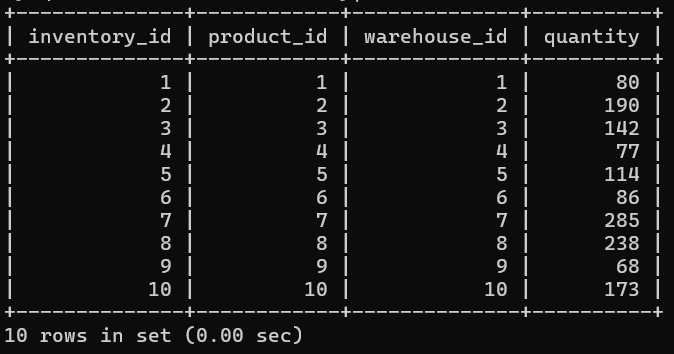 +--------------+------------+--------------+----------+
| inventory_id | product_id | warehouse_id | quantity |
+--------------+------------+--------------+----------+
|            1 |          1 |            1 |       80 |
|            2 |          2 |            2 |      190 |
|            3 |          3 |            3 |      142 |
|            4 |          4 |            4 |       77 |
|            5 |          5 |            5 |      114 |
|            6 |          6 |            6 |       86 |
|            7 |          7 |            7 |      285 |
|            8 |          8 |            8 |      238 |
|            9 |          9 |            9 |       68 |
|           10 |         10 |           10 |      173 |
+--------------+------------+--------------+----------+
10 rows in set (0.00 sec)